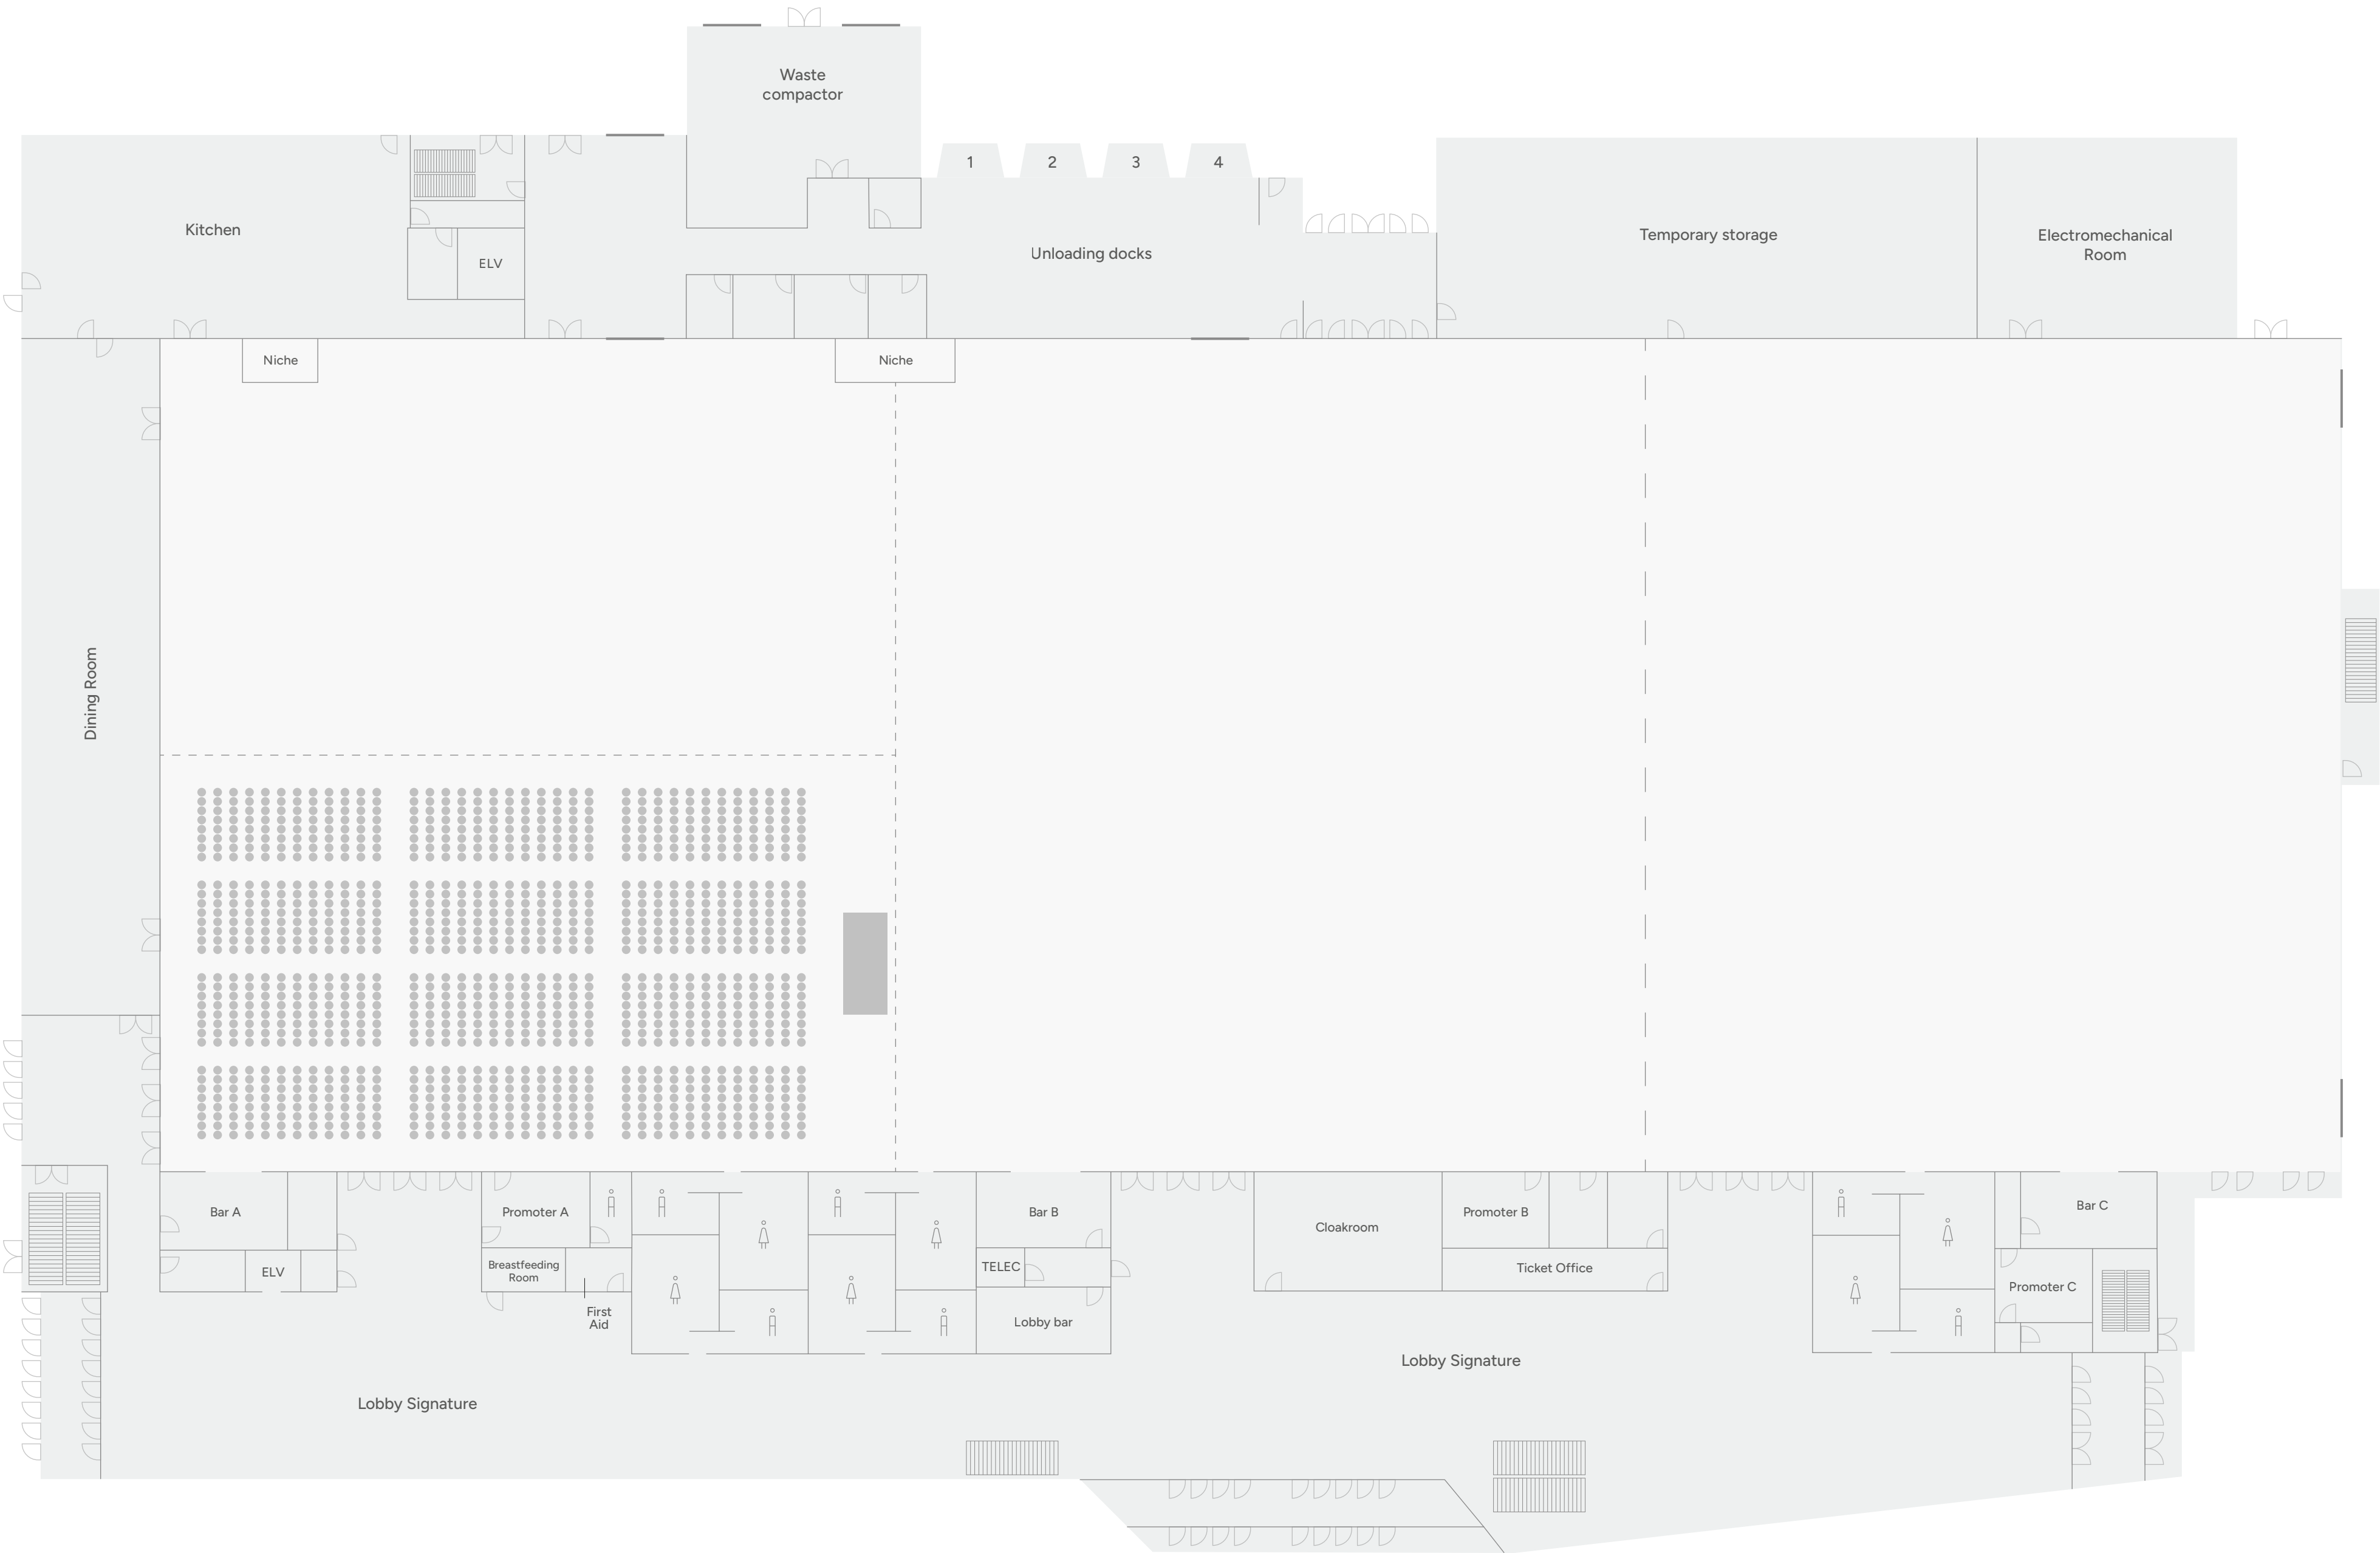 Waste
compactor
1
2
3
4
Kitchen
ELV
Unloading docks
Temporary storage
Electromechanical
Room
Niche
Niche
Dining Room
Bar A
ELV
Promoter A
Breastfeeding
Room
First
Aid
Bar B
TELEC
Lobby bar
Cloakroom
Promoter B
Ticket Office
Bar C
Promoter C
Lobby Signature
Lobby Signature